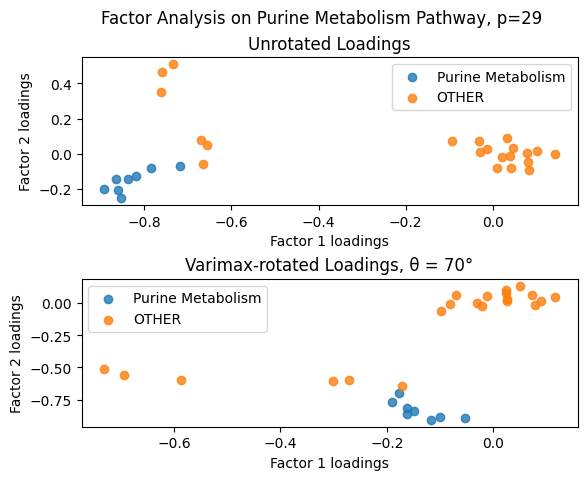 Factor Analysis on Purine Metabolism Pathway, p=29
Unrotated Loadings
Purine Metabolism
OTHER
Factor 2 loadings
0.4
0.2
0.0
−0.2
−0.8
−0.6
−0.4
−0.2
0.0
Factor 1 loadings
Varimax-rotated Loadings, θ = 70°
Purine Metabolism
OTHER
Factor 2 loadings
0.00
−0.25
−0.50
−0.75
−0.6
−0.4
−0.2
0.0
Factor 1 loadings